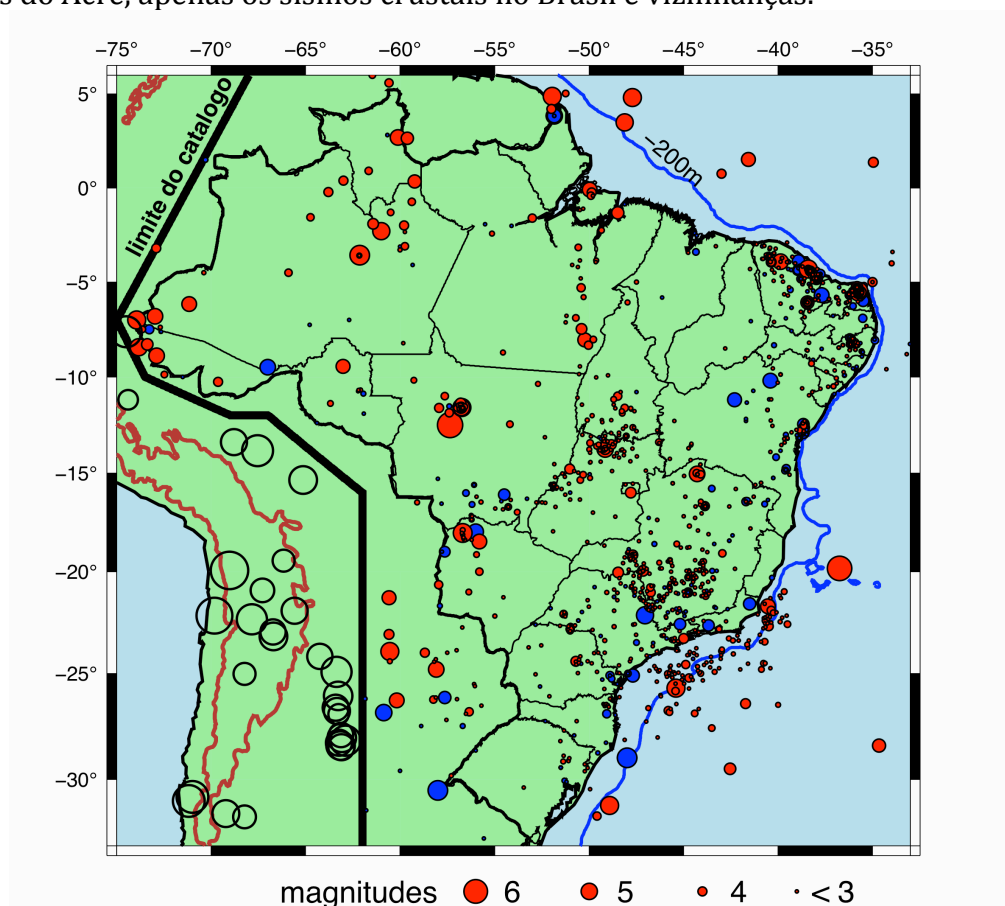 s do Acre, apenas os sismos crustais no Brasil e vizinhanças.
−75° −70° −65° −60° −55° −50° −45° −40° −35°
5°
0°
−5°
−10°
−15°
−20°
−25°
−30°
limite do catalogo
−200m
magnitudes 6 5 4 < 3